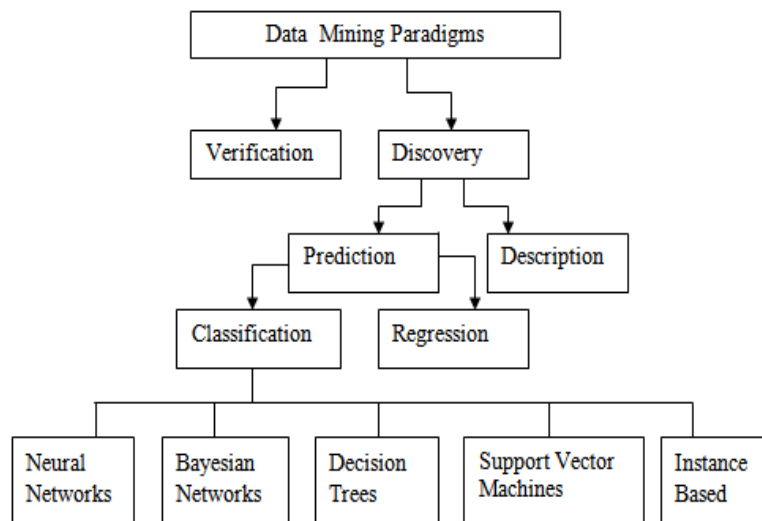 Data Mining Paradigms
Verification
Discovery
Prediction
Description
Classification
Regression
Neural
Networks
Bayesian
Networks
Decision
Trees
Support Vector
Machines
Instance
Based